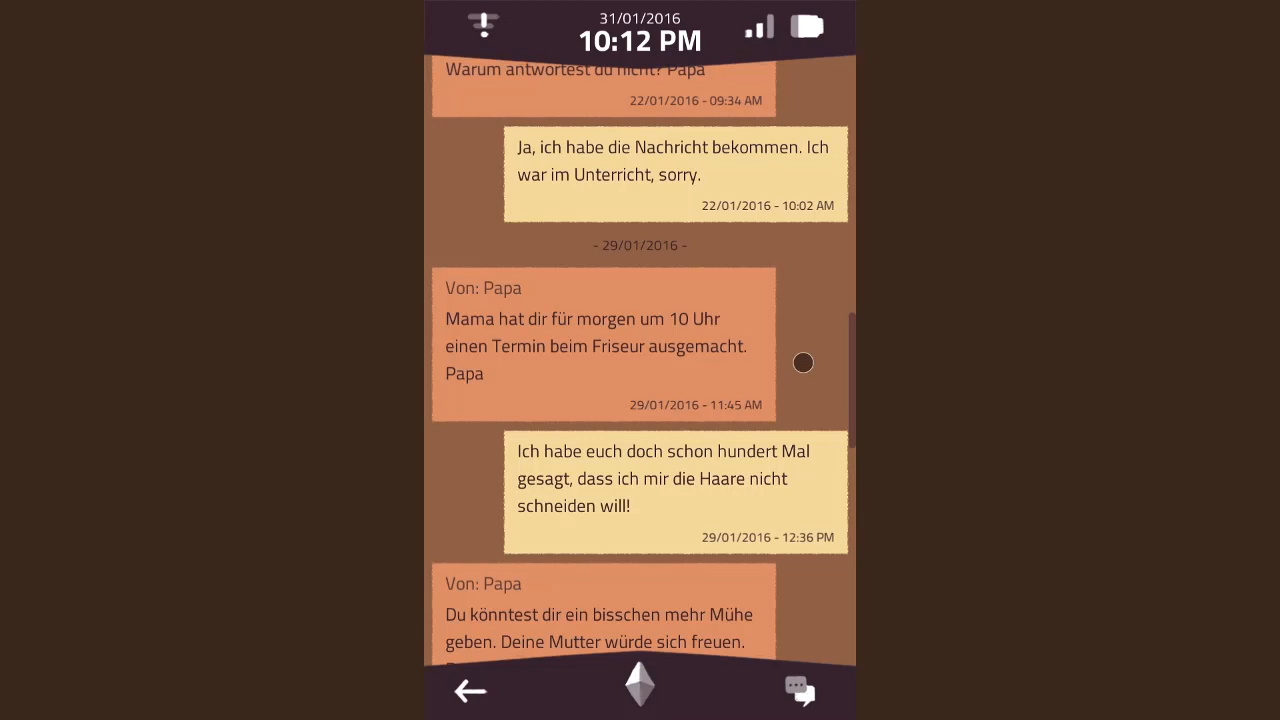 31/01/2016
10:12 PM
Warum antwortest du nicht? Papa
22/01/2016 - 09:34 AM
Ja, ich habe die Nachricht bekommen. Ich
war im Unterricht, sorry.
22/01/2016 - 10:02 AM
- 29/01/2016 -
Von: Papa
Mama hat dir für morgen um 10 Uhr
einen Termin beim Friseur ausgemacht.
Papa
29/01/2016 - 11:45 AM
Ich habe euch doch schon hundert Mal
gesagt, dass ich mir die Haare nicht
schneiden will!
29/01/2016 - 12:36 PM
Von: Papa
Du könntest dir ein bisschen mehr Mühe
geben. Deine Mutter würde sich freuen.